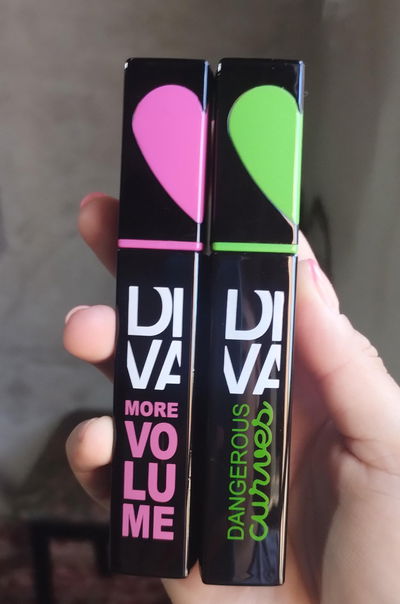 DI
VA
MORE
VO
LU
ME
DI
VA
DANGEROUS
curves